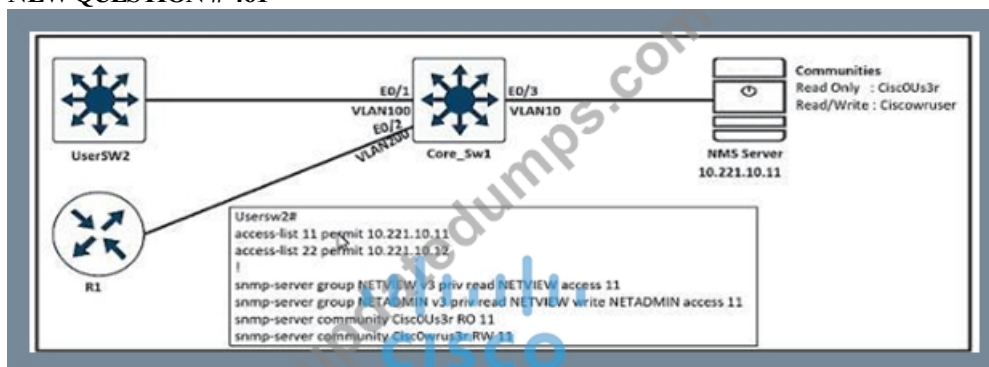 NEW QUESTION # 461
E0/1
VLAN100
E0/2
VLAN200
E0/3
VLAN10
UserSW2
Core_Sw1
Communities
Read Only : Cisc0Us3r
Read/Write : Ciscowruser
NMS Server
10.221.10.11
R1
Usersw2#
access-list 11 permit 10.221.10.11
access-list 22 permit 10.221.10.12
!
snmp-server group NETVIEW v3 priv read NETVIEW access 11
snmp-server group NETADMIN v3 priv read NETVIEW write NETADMIN access 11
snmp-server community Cisc0Us3r RO 11
snmp-server community Cisc0wrus3r RW 11
CISCO